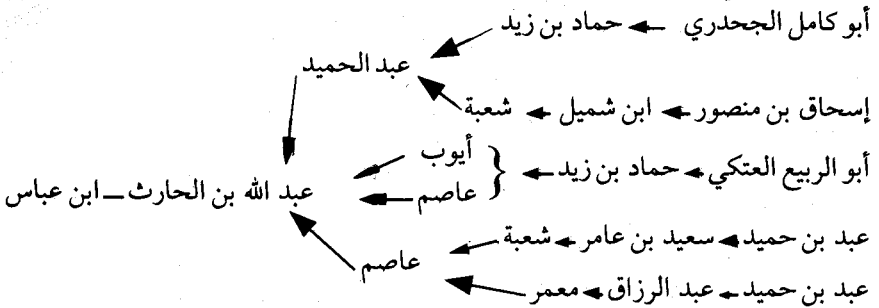 أبو كامل الجحدري حماد بن زيد
عبد الحميد
إسحاق بن منصور ابن شميل شعبة
أيوب
أبو الربيع العتكي حماد بن زيد
عاصم
عبد الله بن الحارث – ابن عباس
عبد بن حميد سعيد بن عامر شعبة
عاصم
عبد بن حميد عبد الرزاق معمر